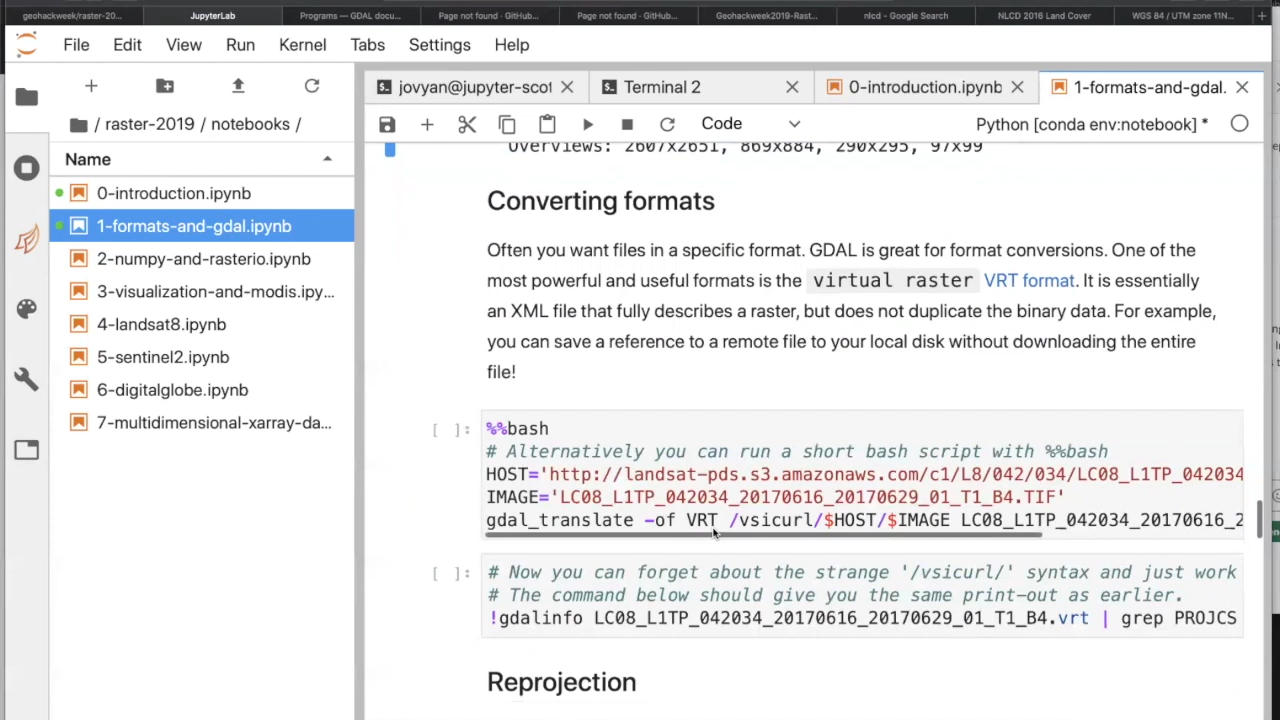 geohackweek/raster-20...
JupyterLab
Programs — GDAL docu...
Page not found · GitHub...
Page not found · GitHub...
Geohackweek2019-Rast...
nlcd - Google Search
NLCD 2016 Land Cover
WGS 84 / UTM zone 11N...
File Edit View Run Kernel Tabs Settings Help
jovyan@jupyter-scot
Terminal 2
0-introduction.ipynb
1-formats-and-gdal.
Code
Python [conda env:notebook] *
/ raster-2019 / notebooks /
Name
0-introduction.ipynb
1-formats-and-gdal.ipynb
2-numpy-and-rasterio.ipynb
3-visualization-and-modis.ipy...
4-landsat8.ipynb
5-sentinel2.ipynb
6-digitalglobe.ipynb
7-multidimensional-xarray-da...
Overviews: 2607x2651, 869x884, 290x295, 97x99
Converting formats
Often you want files in a specific format. GDAL is great for format conversions. One of the
most powerful and useful formats is the virtual raster VRT format. It is essentially
an XML file that fully describes a raster, but does not duplicate the binary data. For example,
you can save a reference to a remote file to your local disk without downloading the entire
file!
[ ]: %%bash
# Alternatively you can run a short bash script with %%bash
HOST='http://landsat-pds.s3.amazonaws.com/c1/L8/042/034/LC08_L1TP_042034
IMAGE='LC08_L1TP_042034_20170616_20170629_01_T1_B4.TIF'
gdal_translate -of VRT /vsicurl/$HOST/$IMAGE LC08_L1TP_042034_20170616_2
[ ]: # Now you can forget about the strange '/vsicurl/' syntax and just work
# The command below should give you the same print-out as earlier.
!gdalinfo LC08_L1TP_042034_20170616_20170629_01_T1_B4.vrt | grep PROJCS
Reprojection